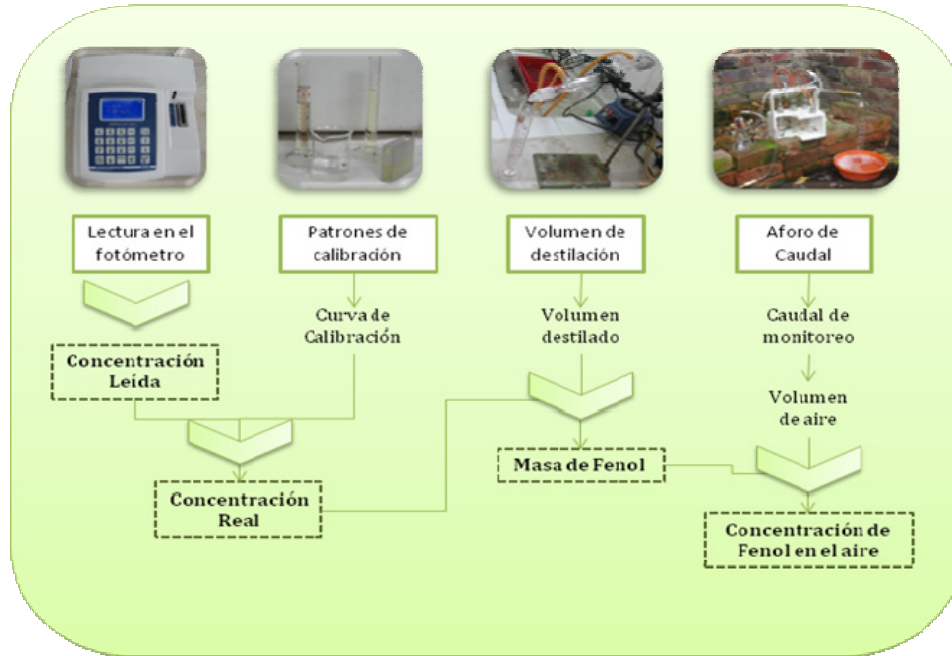 Lectura en el
fotómetro
Patrones de
calibración
Volumen de
destilación
Aforo de
Caudal
Curva de
Calibración
Volumen
destilado
Caudal de
monitoreo
Concentración
Leída
Volumen
de aire
Masa de Fenol
Concentración
Real
Concentración de
Fenol en el aire